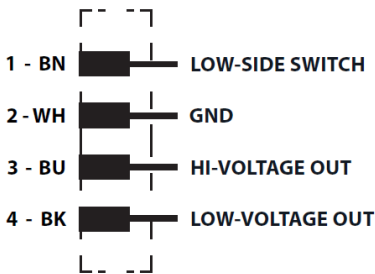 1 - BN LOW-SIDE SWITCH
2 - WH GND
3 - BU HI-VOLTAGE OUT
4 - BK LOW-VOLTAGE OUT